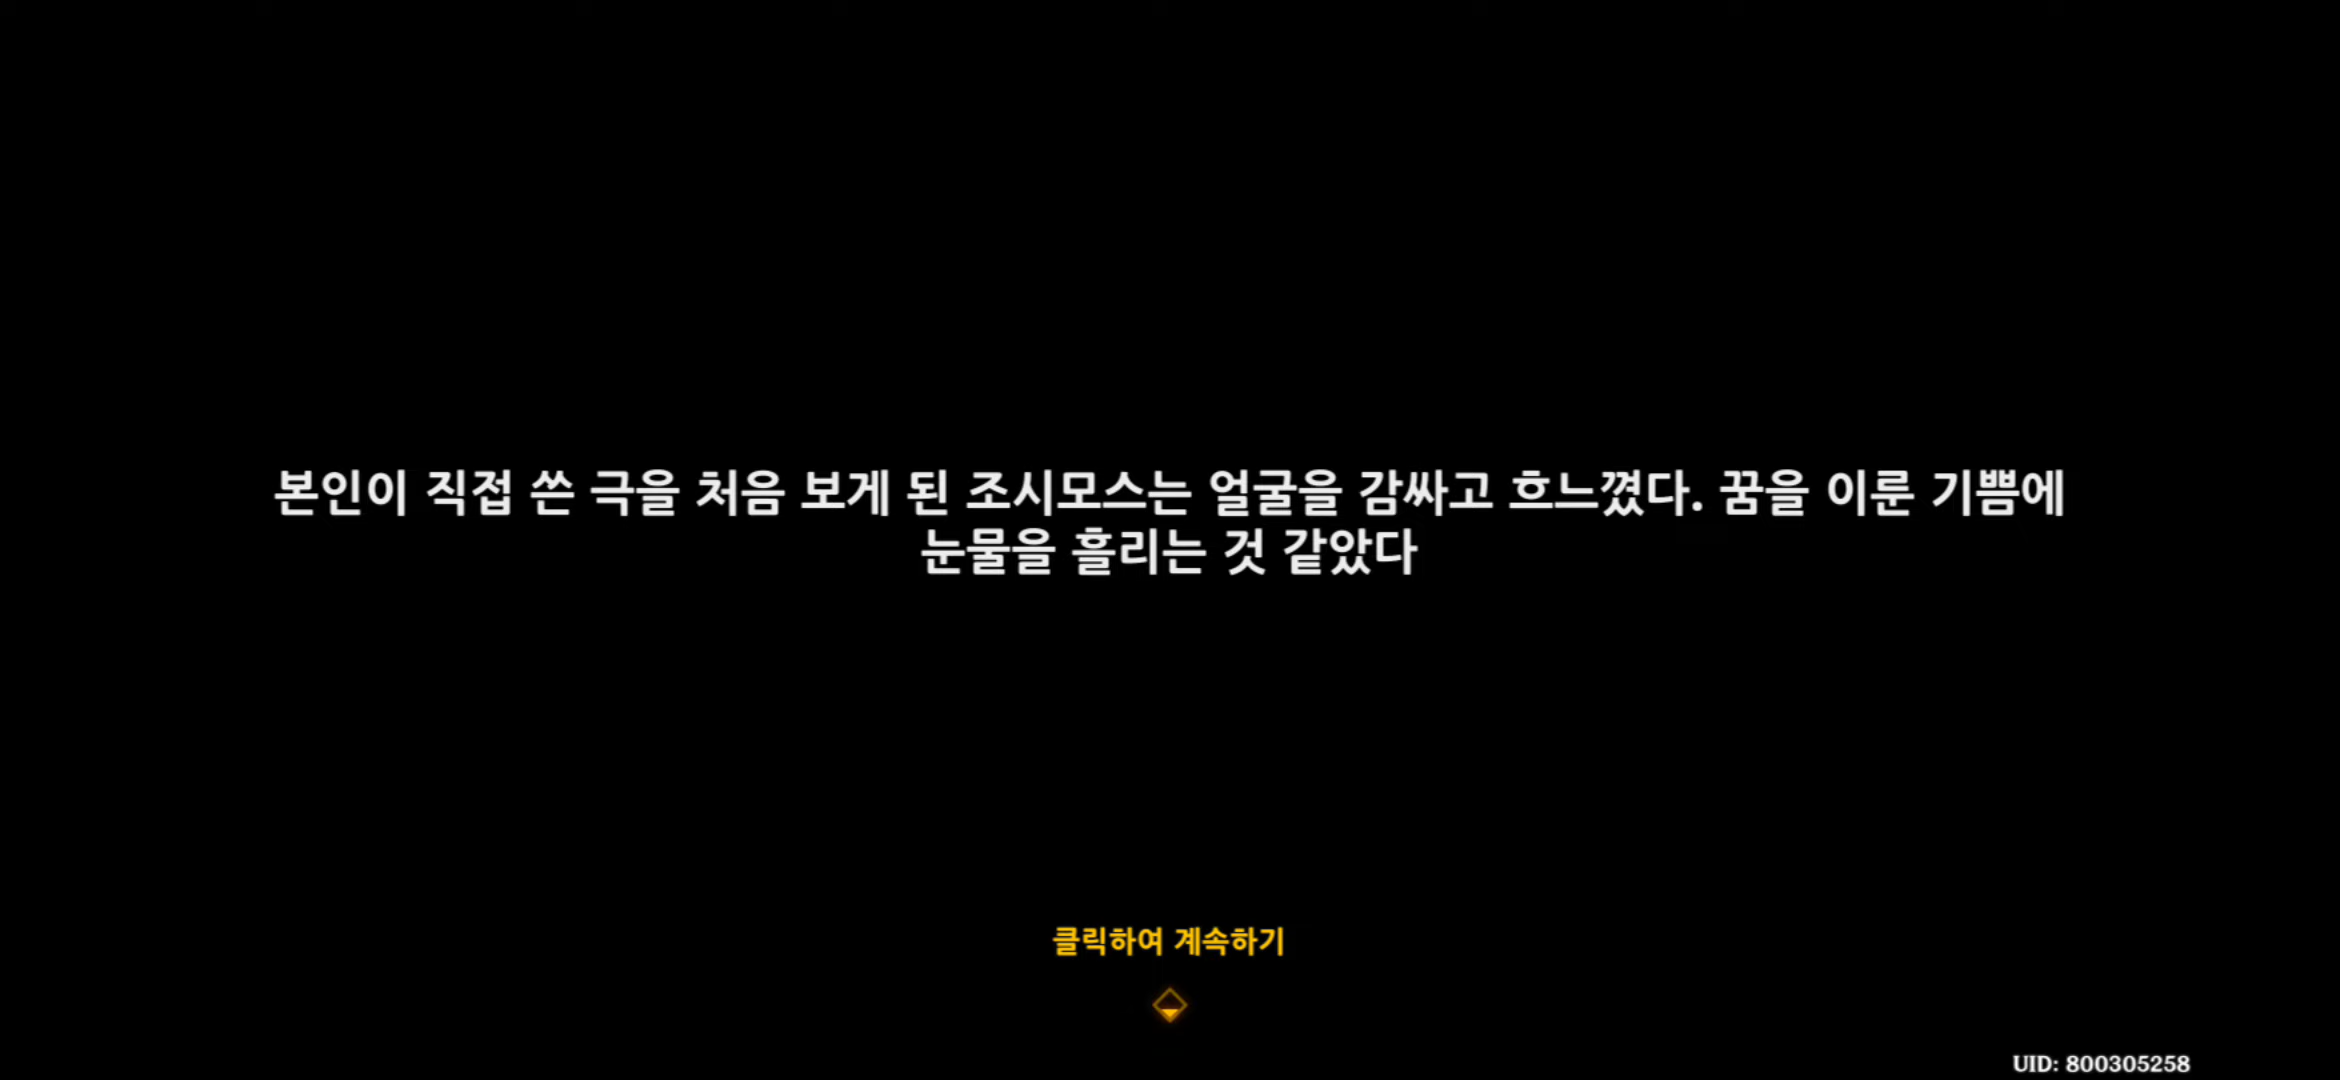 본인이 직접 쓴 극을 처음 보게 된 조시모스는 얼굴을 감싸고 흐느꼈다. 꿈을 이룬 기쁨에
눈물을 흘리는 것 같았다
클릭하여 계속하기
UID: 800305258